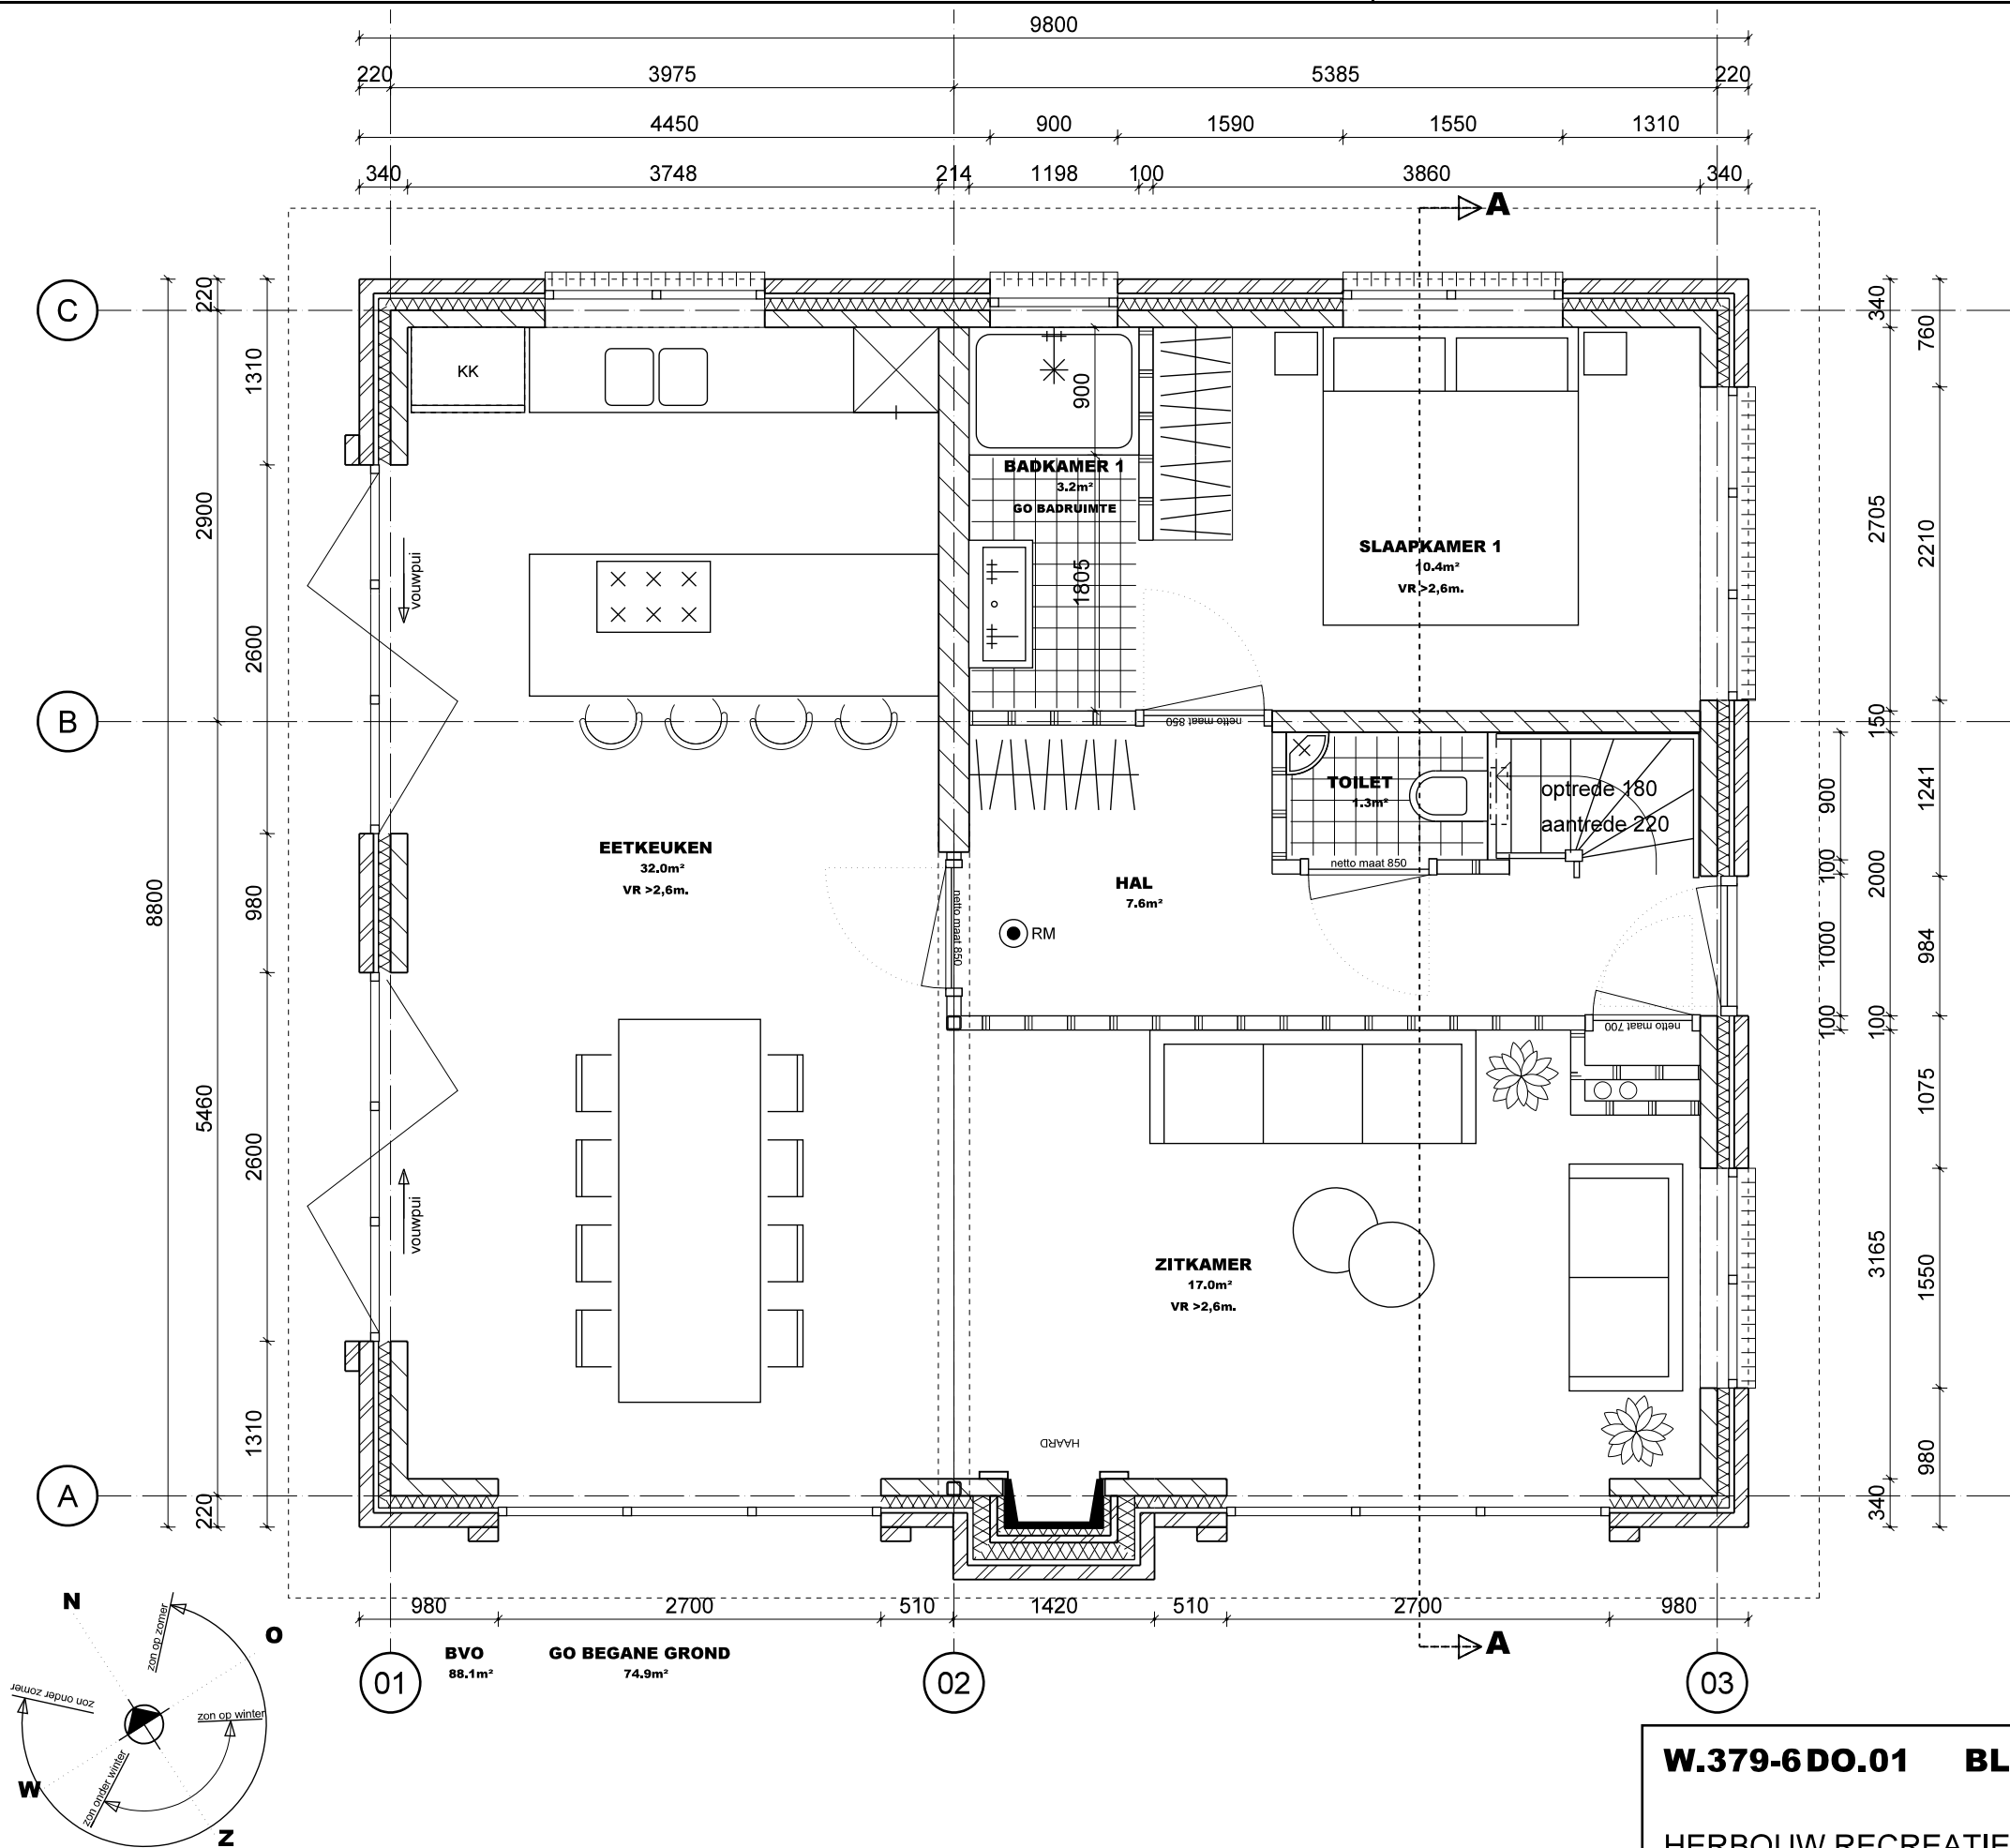 9800
220 3975 5385 220
4450 900 1590 1550 1310
340 3748 214 1198 100 3860 340
A
C
B
A
8800
220
2900
5460
220
1310
2600
980
2600
1310
KK
900
BADKAMER 1
3.2m²
GO BADRUIMTE
1805
SLAAPKAMER 1
10.4m²
VR >2,6m.
vouwpui
netto maat 850
TOILET
1.3m²
optrede 180
aantrede 220
netto maat 850
EETKEUKEN
32.0m²
VR >2,6m.
HAL
7.6m²
netto maat 850
RM
netto maat 700
vouwpui
ZITKAMER
17.0m²
VR >2,6m.
HAARD
900
100
1000
100
340
2705
150
2000
100
3165
340
760
2210
1241
984
1075
1550
980
980 2700 510 1420 510 2700 980
A
BVO
88.1m²
GO BEGANE GROND
74.9m²
01 02 03
N
O
W
Z
zon op zomer
zon onder zomer
zon op winter
zon onder winter
W.379-6 DO.01 BL
HERBOUW RECREATIE